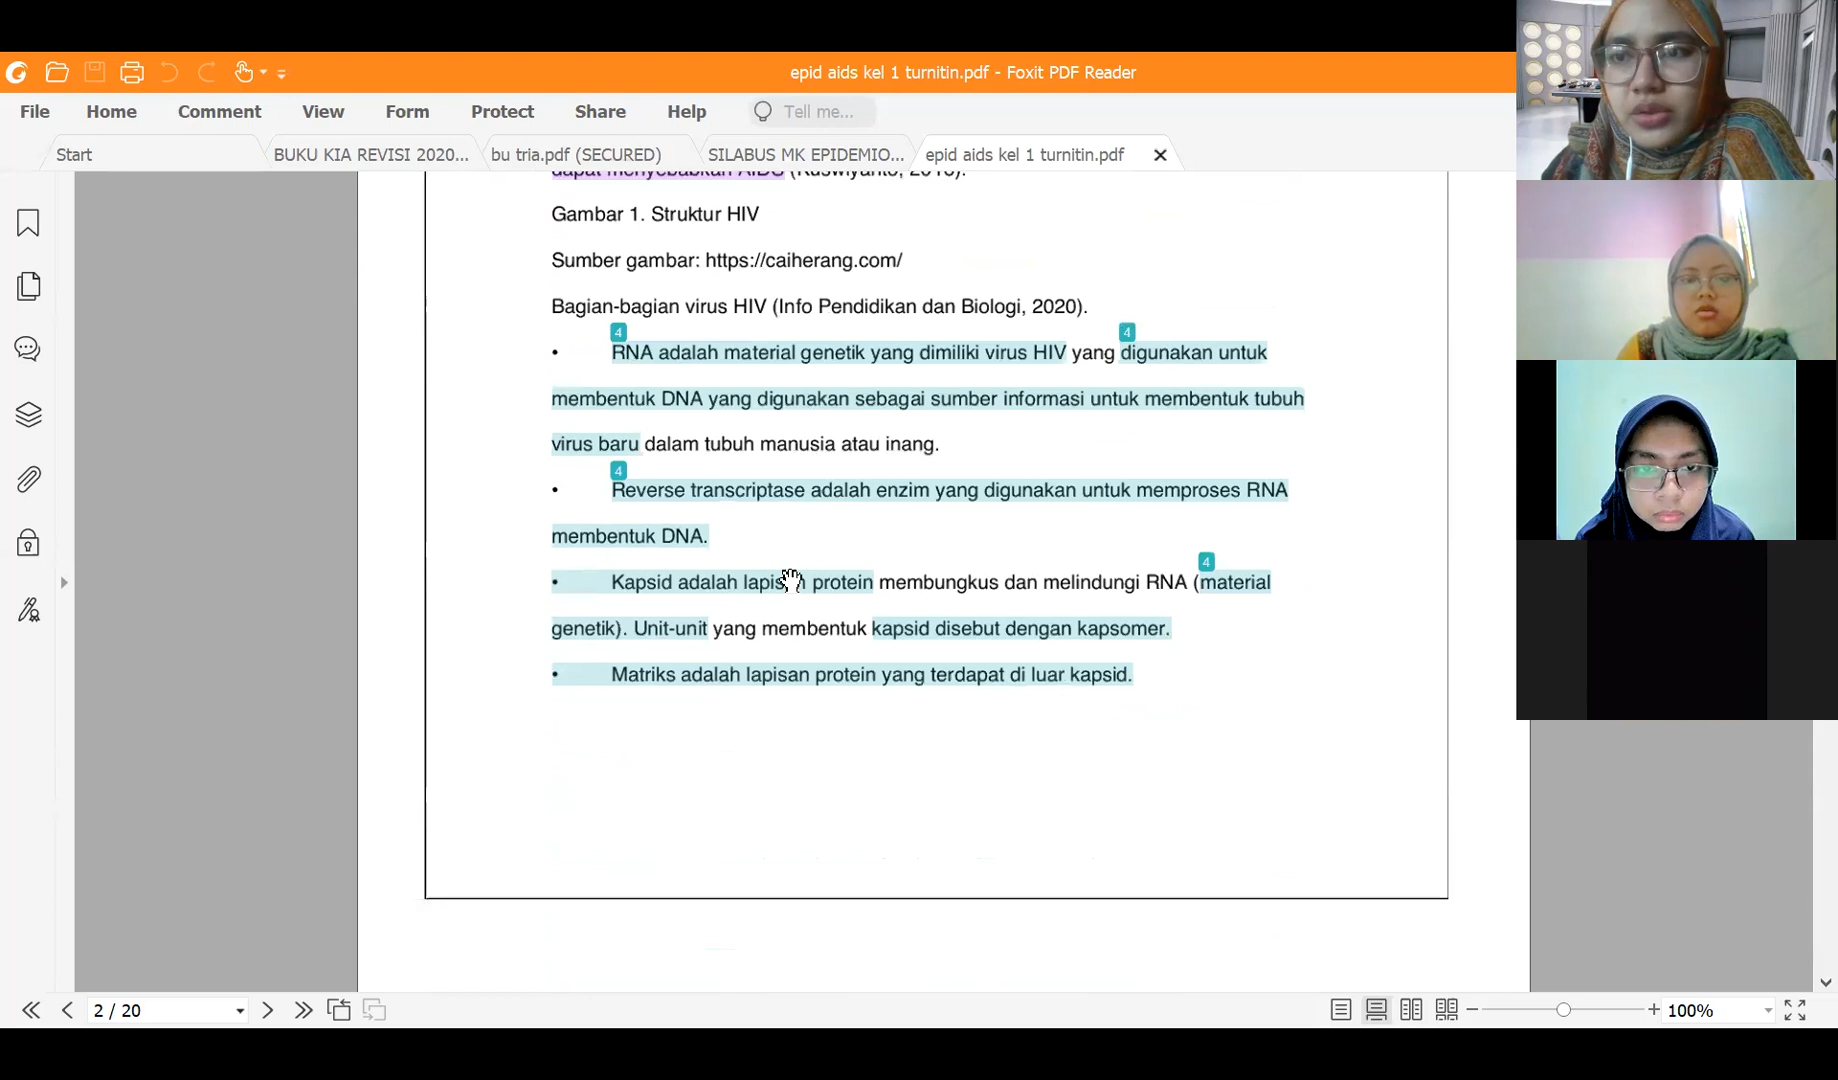 epid aids kel 1 turnitin.pdf - Foxit PDF Reader
File Home Comment View Form Protect Share Help Tell me...
Start BUKU KIA REVISI 2020... bu tria.pdf (SECURED) SILABUS MK EPIDEMIO... epid aids kel 1 turnitin.pdf
dapat menyebabkan AIDS (Kuswiyanto, 2016).
Gambar 1. Struktur HIV
Sumber gambar: https://caiherang.com/
Bagian-bagian virus HIV (Info Pendidikan dan Biologi, 2020).
4 4
• RNA adalah material genetik yang dimiliki virus HIV yang digunakan untuk
membentuk DNA yang digunakan sebagai sumber informasi untuk membentuk tubuh
virus baru dalam tubuh manusia atau inang.
4
• Reverse transcriptase adalah enzim yang digunakan untuk memproses RNA
membentuk DNA.
4
• Kapsid adalah lapisan protein membungkus dan melindungi RNA (material
genetik). Unit-unit yang membentuk kapsid disebut dengan kapsomer.
• Matriks adalah lapisan protein yang terdapat di luar kapsid.
2 / 20 100%